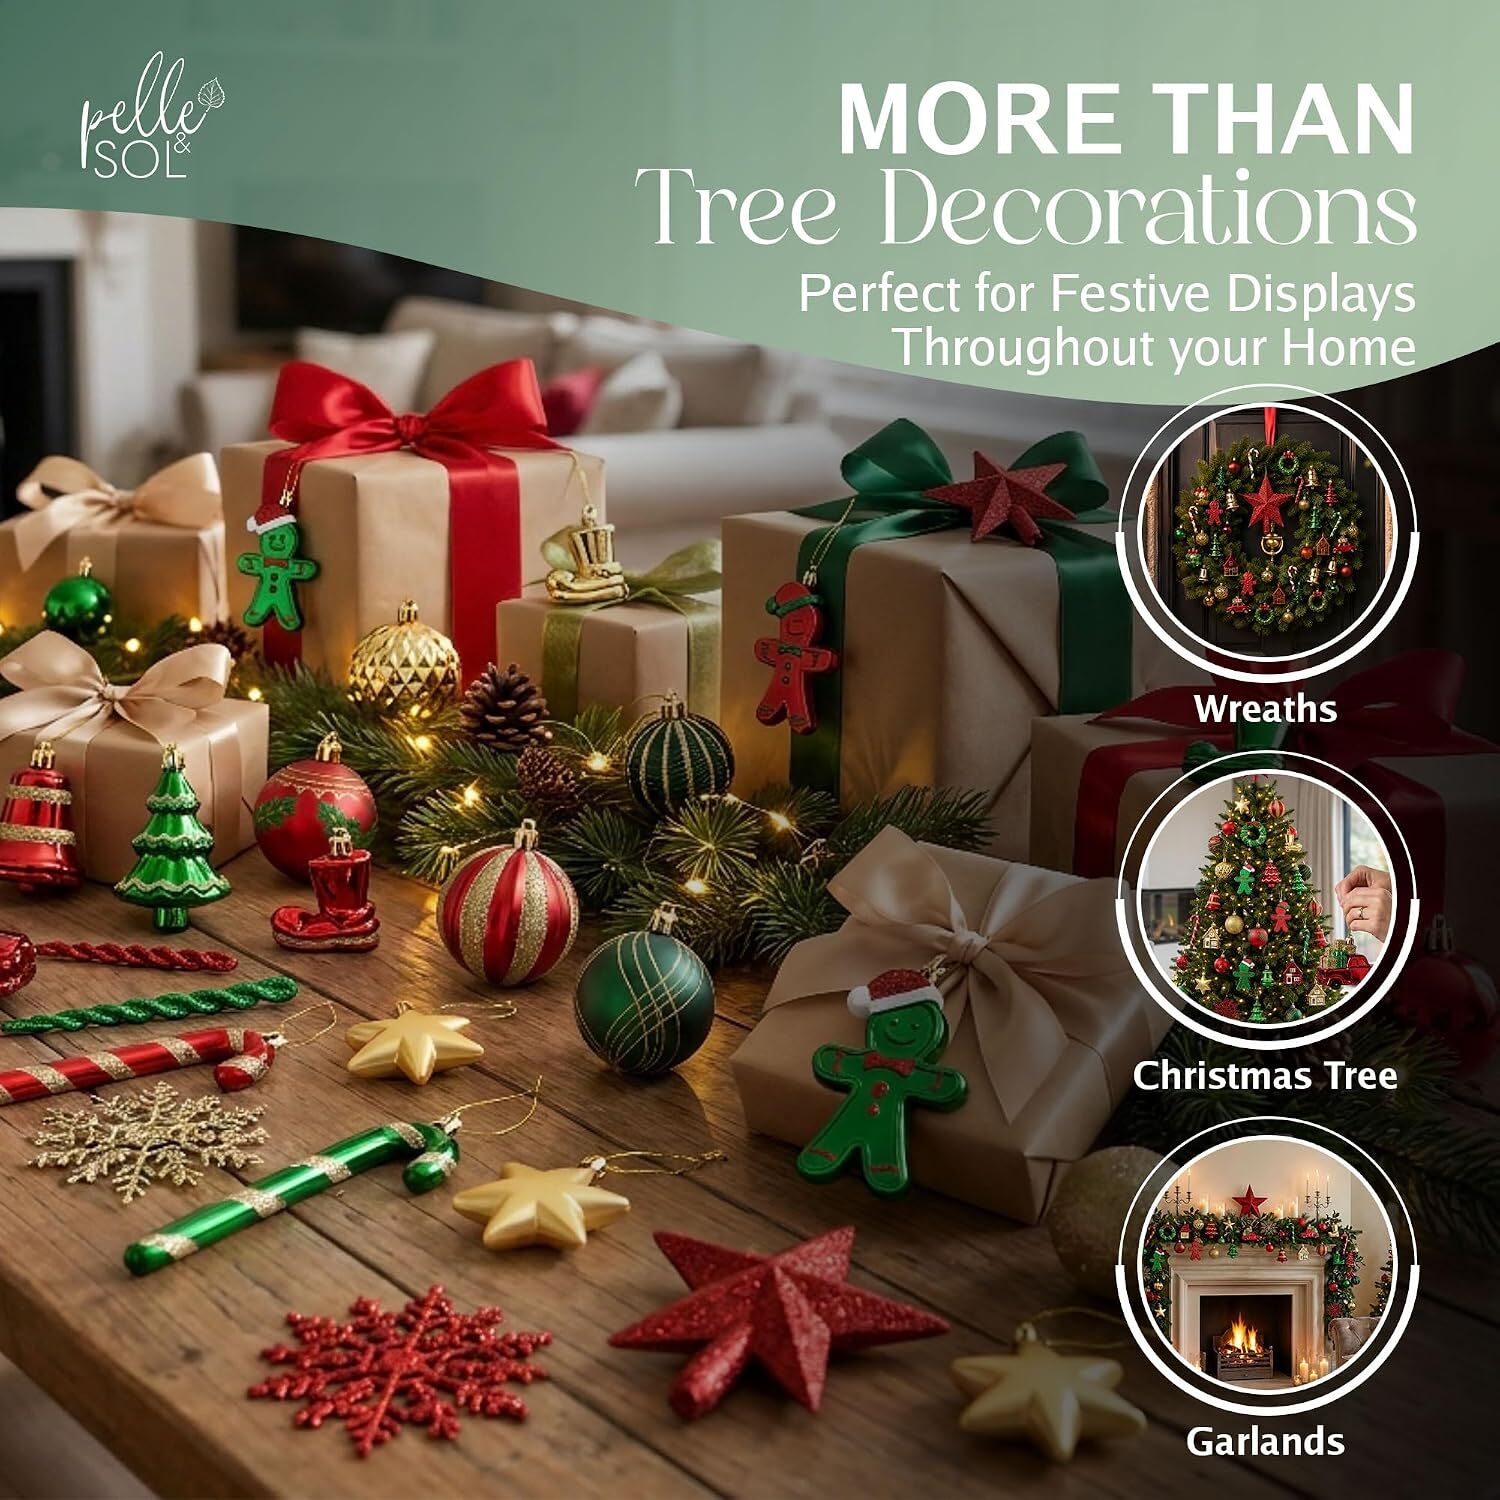 pelle
& SOL
MORE THAN
Tree Decorations
Perfect for Festive Displays
Throughout your Home
Wreaths
Christmas Tree
Garlands